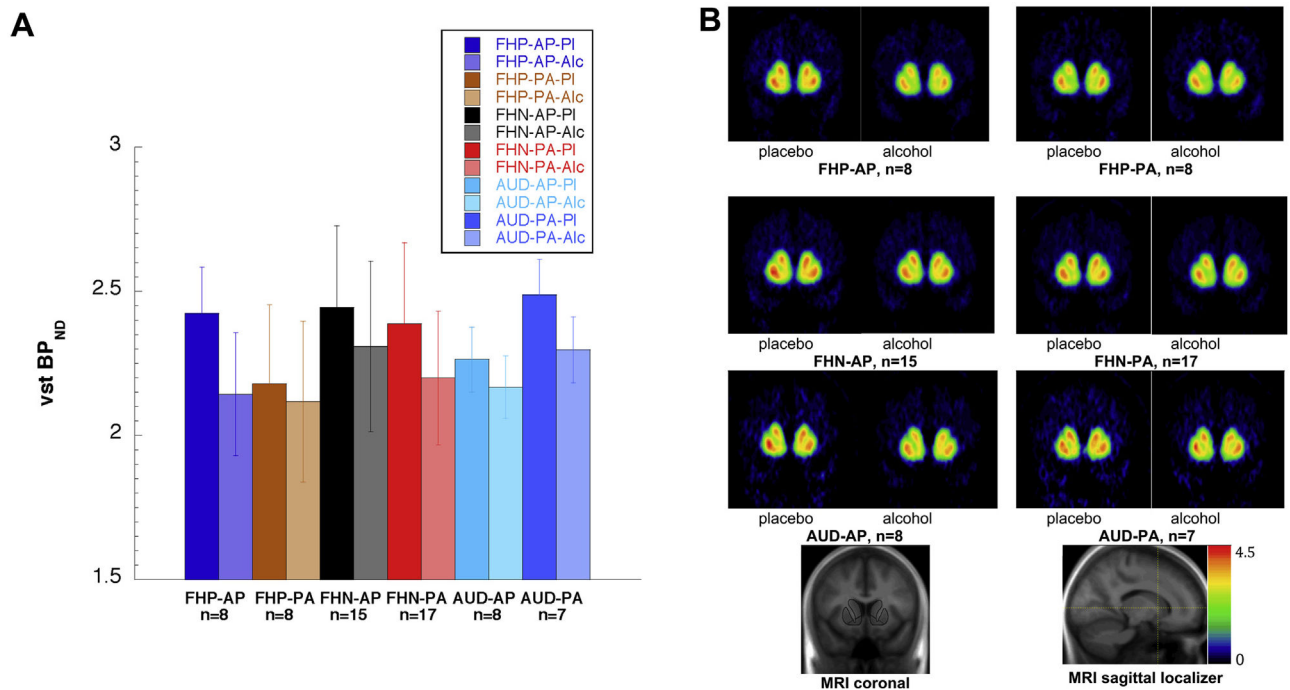 A
FHP-AP-Pl
FHP-AP-Alc
FHP-PA-Pl
FHP-PA-Alc
FHN-AP-Pl
FHN-AP-Alc
FHN-PA-Pl
FHN-PA-Alc
AUD-AP-Pl
AUD-AP-Alc
AUD-PA-Pl
AUD-PA-Alc
3
2.5
2
1.5
vst BPND
FHP-AP FHP-PA FHN-AP FHN-PA AUD-AP AUD-PA
n=8 n=8 n=15 n=17 n=8 n=7
B
placebo alcohol placebo alcohol
FHP-AP, n=8 FHP-PA, n=8
placebo alcohol placebo alcohol
FHN-AP, n=15 FHN-PA, n=17
placebo alcohol placebo alcohol
AUD-AP, n=8 AUD-PA, n=7
4.5
0
MRI coronal MRI sagittal localizer